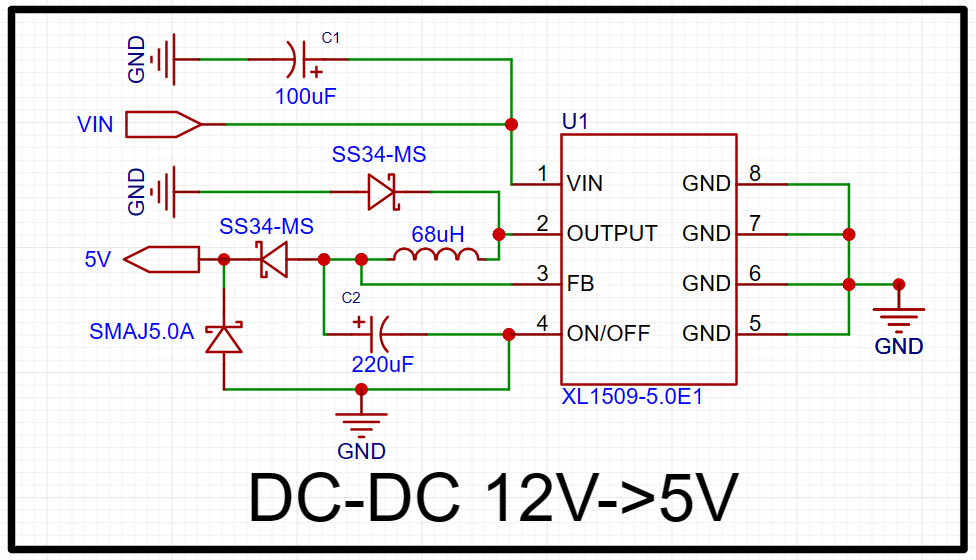 C1
GND
100uF
VIN
U1
SS34-MS
1 VIN GND 8
GND
SS34-MS
2 OUTPUT GND 7
68uH
5V
3 FB GND 6
C2
SMAJ5.0A
4 ON/OFF GND 5
GND
220uF
XL1509-5.0E1
GND
DC-DC 12V->5V